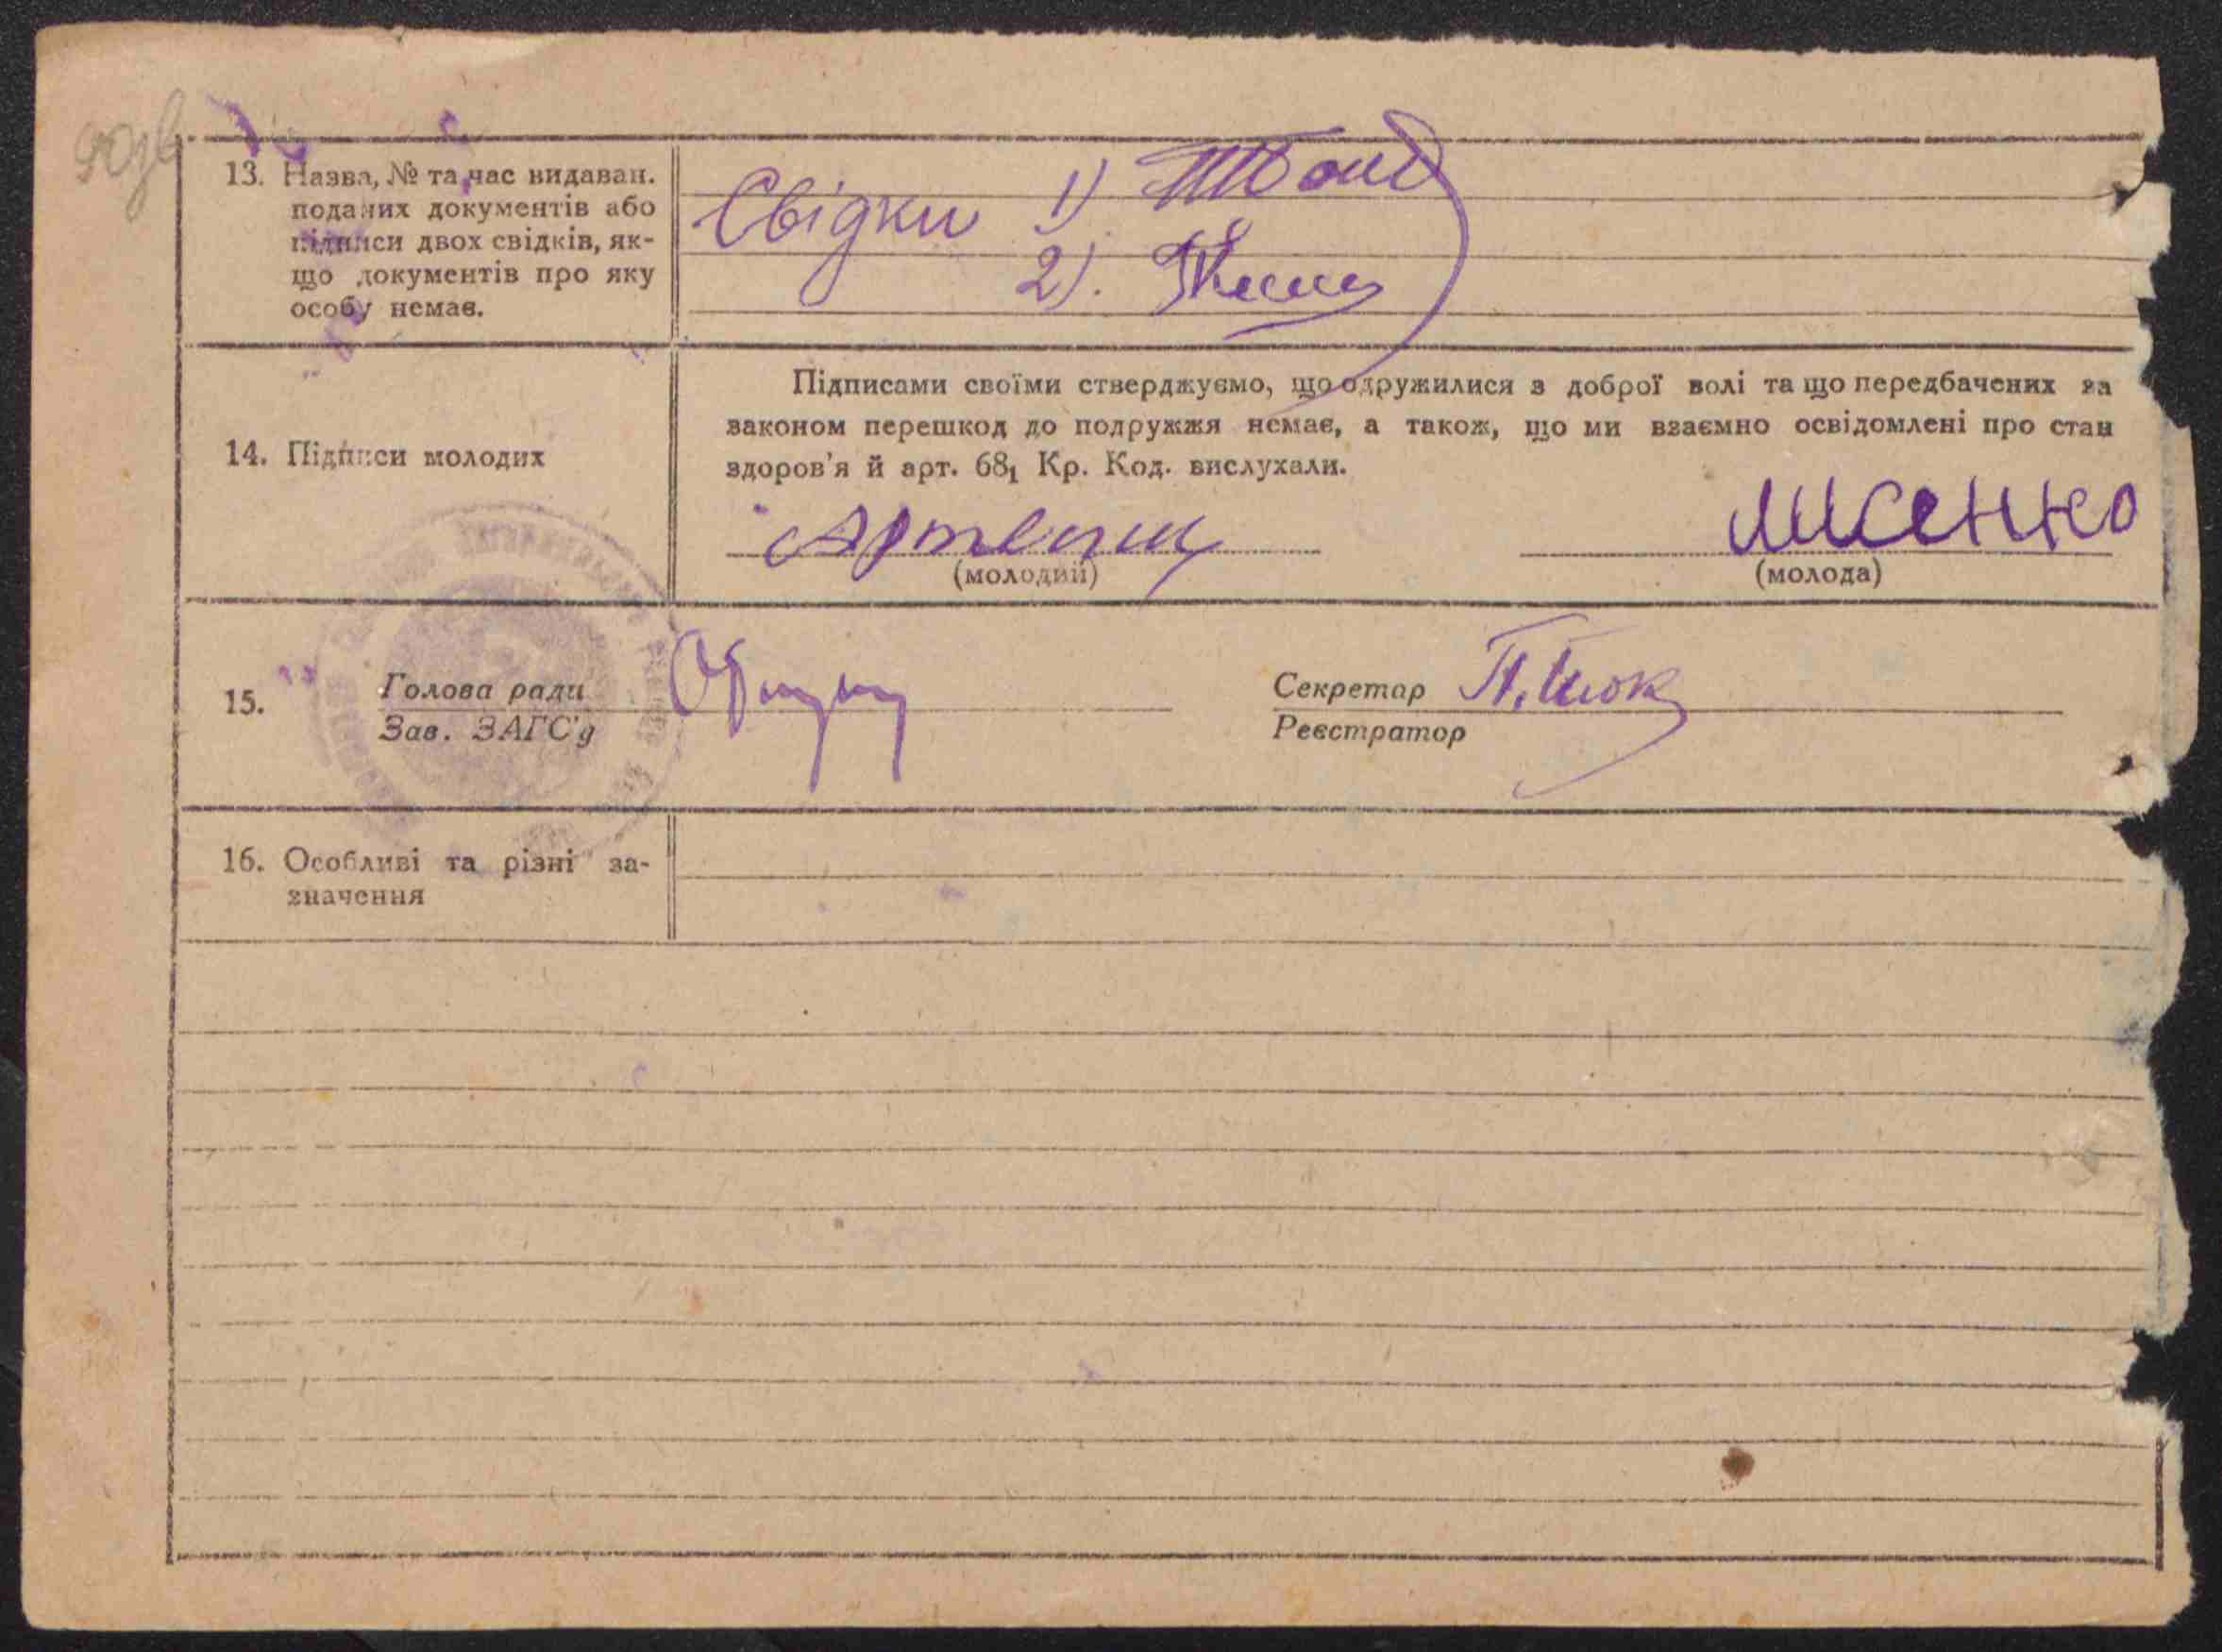 13. Назва, № та час видаван.
поданих документів або
підписи двох свідків, як-
що документів про яку
особу немає.
Свідки 1)
2).
14. Підписи молодих
Підписами своїми стверджуємо, що одружилися з доброї волі та що передбачених за
законом перешкод до подружжя немає, а також, що ми взаємно освідомлені про стан
здоров'я й арт. 68₁ Кр. Код. вислухали.
Лисенко
(молодий) (молода)
15. Голова ради Секретар
Зав. ЗАГС'у Реєстратор
16. Особливі та різні за-
значення